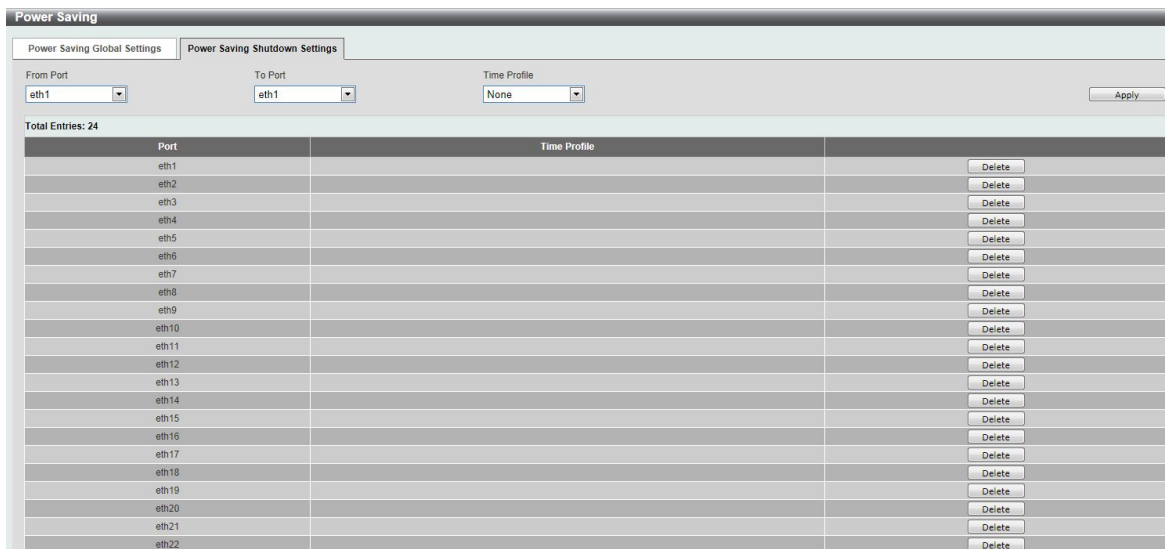 Power Saving
Power Saving Global Settings Power Saving Shutdown Settings
From Port To Port Time Profile
eth1 eth1 None Apply
Total Entries: 24
Port Time Profile
eth1 Delete
eth2 Delete
eth3 Delete
eth4 Delete
eth5 Delete
eth6 Delete
eth7 Delete
eth8 Delete
eth9 Delete
eth10 Delete
eth11 Delete
eth12 Delete
eth13 Delete
eth14 Delete
eth15 Delete
eth16 Delete
eth17 Delete
eth18 Delete
eth19 Delete
eth20 Delete
eth21 Delete
eth22 Delete